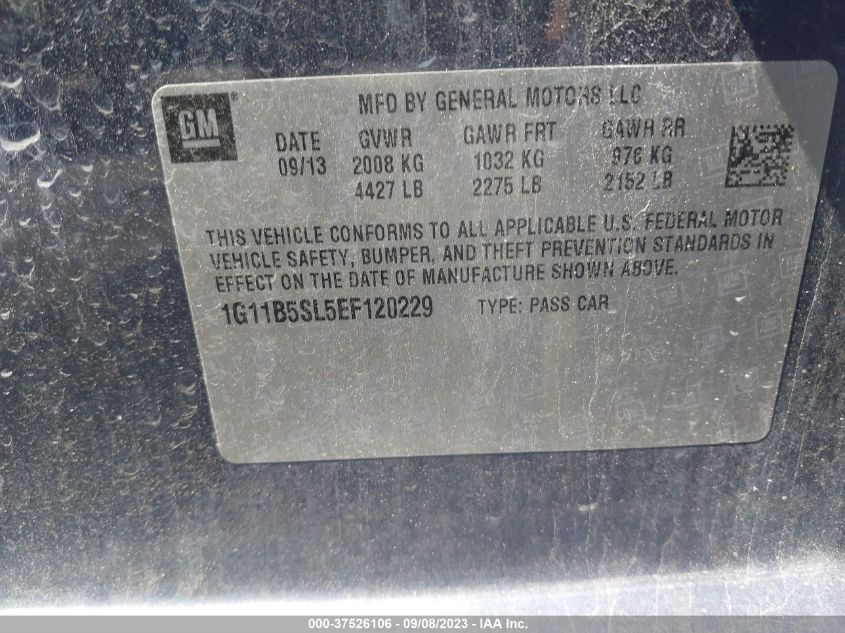 MFD BY GENERAL MOTORS LLC
GM®
DATE GVWR GAWR FRT GAWR RR
09/13 2008 KG 1032 KG 976 KG
4427 LB 2275 LB 2152 LB
THIS VEHICLE CONFORMS TO ALL APPLICABLE U.S. FEDERAL MOTOR
VEHICLE SAFETY, BUMPER, AND THEFT PREVENTION STANDARDS IN
EFFECT ON THE DATE OF MANUFACTURE SHOWN ABOVE.
1G11B5SL5EF120229 TYPE: PASS CAR
000-37526106 - 09/08/2023 - IAA Inc.